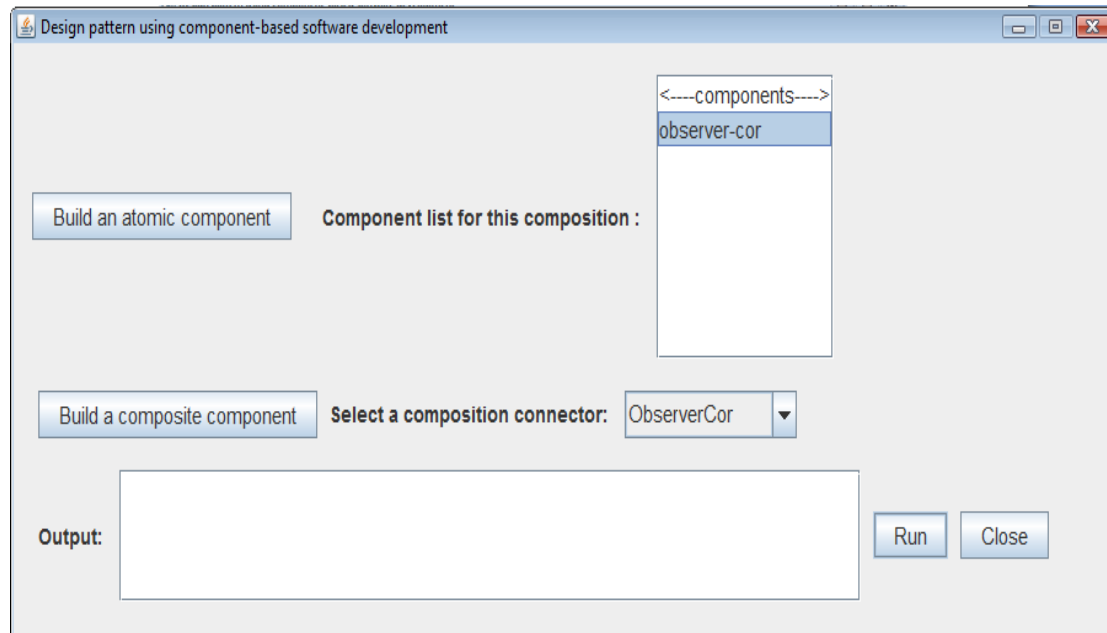 Design pattern using component-based software development
<----components---->
observer-cor
Build an atomic component
Component list for this composition :
Build a composite component
Select a composition connector:
ObserverCor
Output:
Run
Close